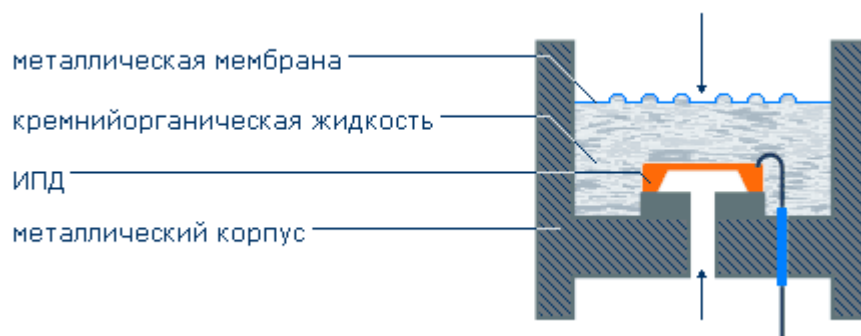 металлическая мембрана
кремнийорганическая жидкость
ИПД
металлический корпус